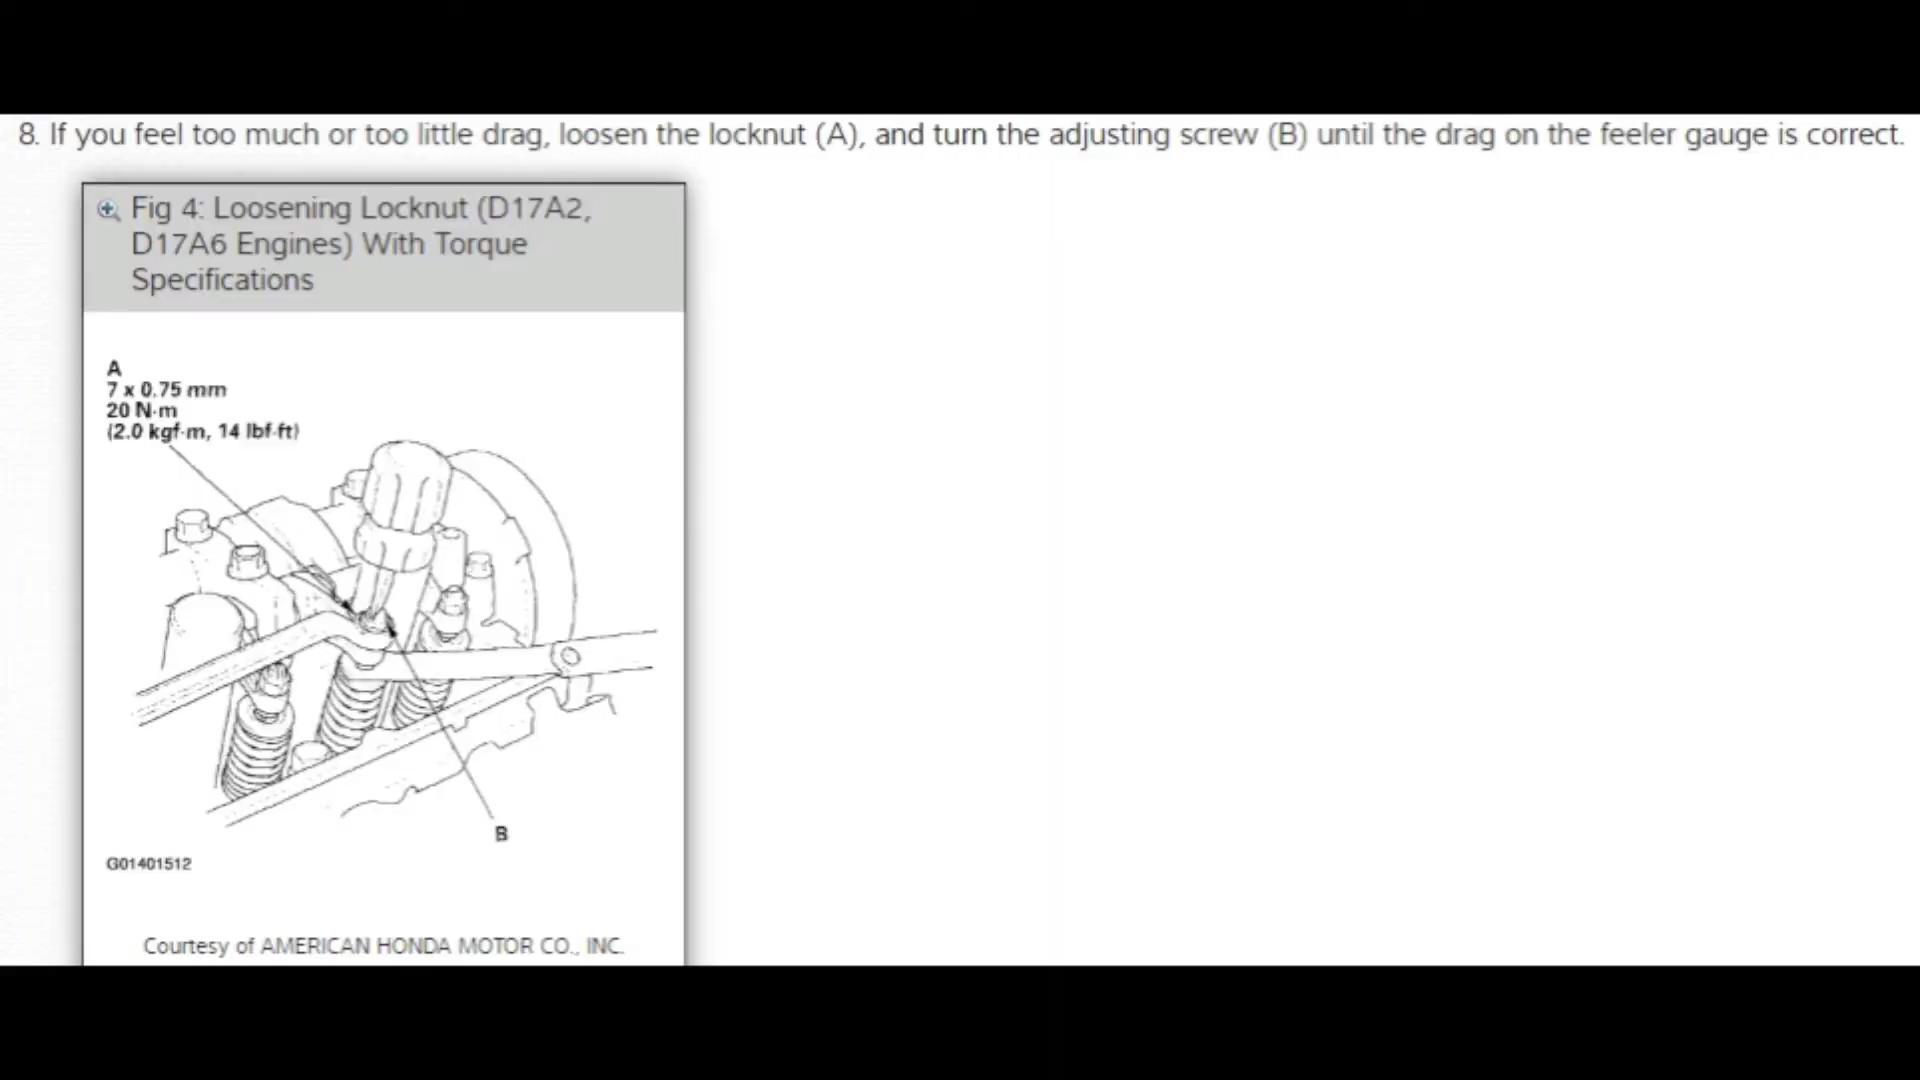 8. If you feel too much or too little drag, loosen the locknut (A), and turn the adjusting screw (B) until the drag on the feeler gauge is correct.
Fig 4: Loosening Locknut (D17A2,
D17A6 Engines) With Torque
Specifications
A
7 x 0.75 mm
20 N·m
(2.0 kgf·m, 14 lbf·ft)
B
G01401512
Courtesy of AMERICAN HONDA MOTOR CO., INC.